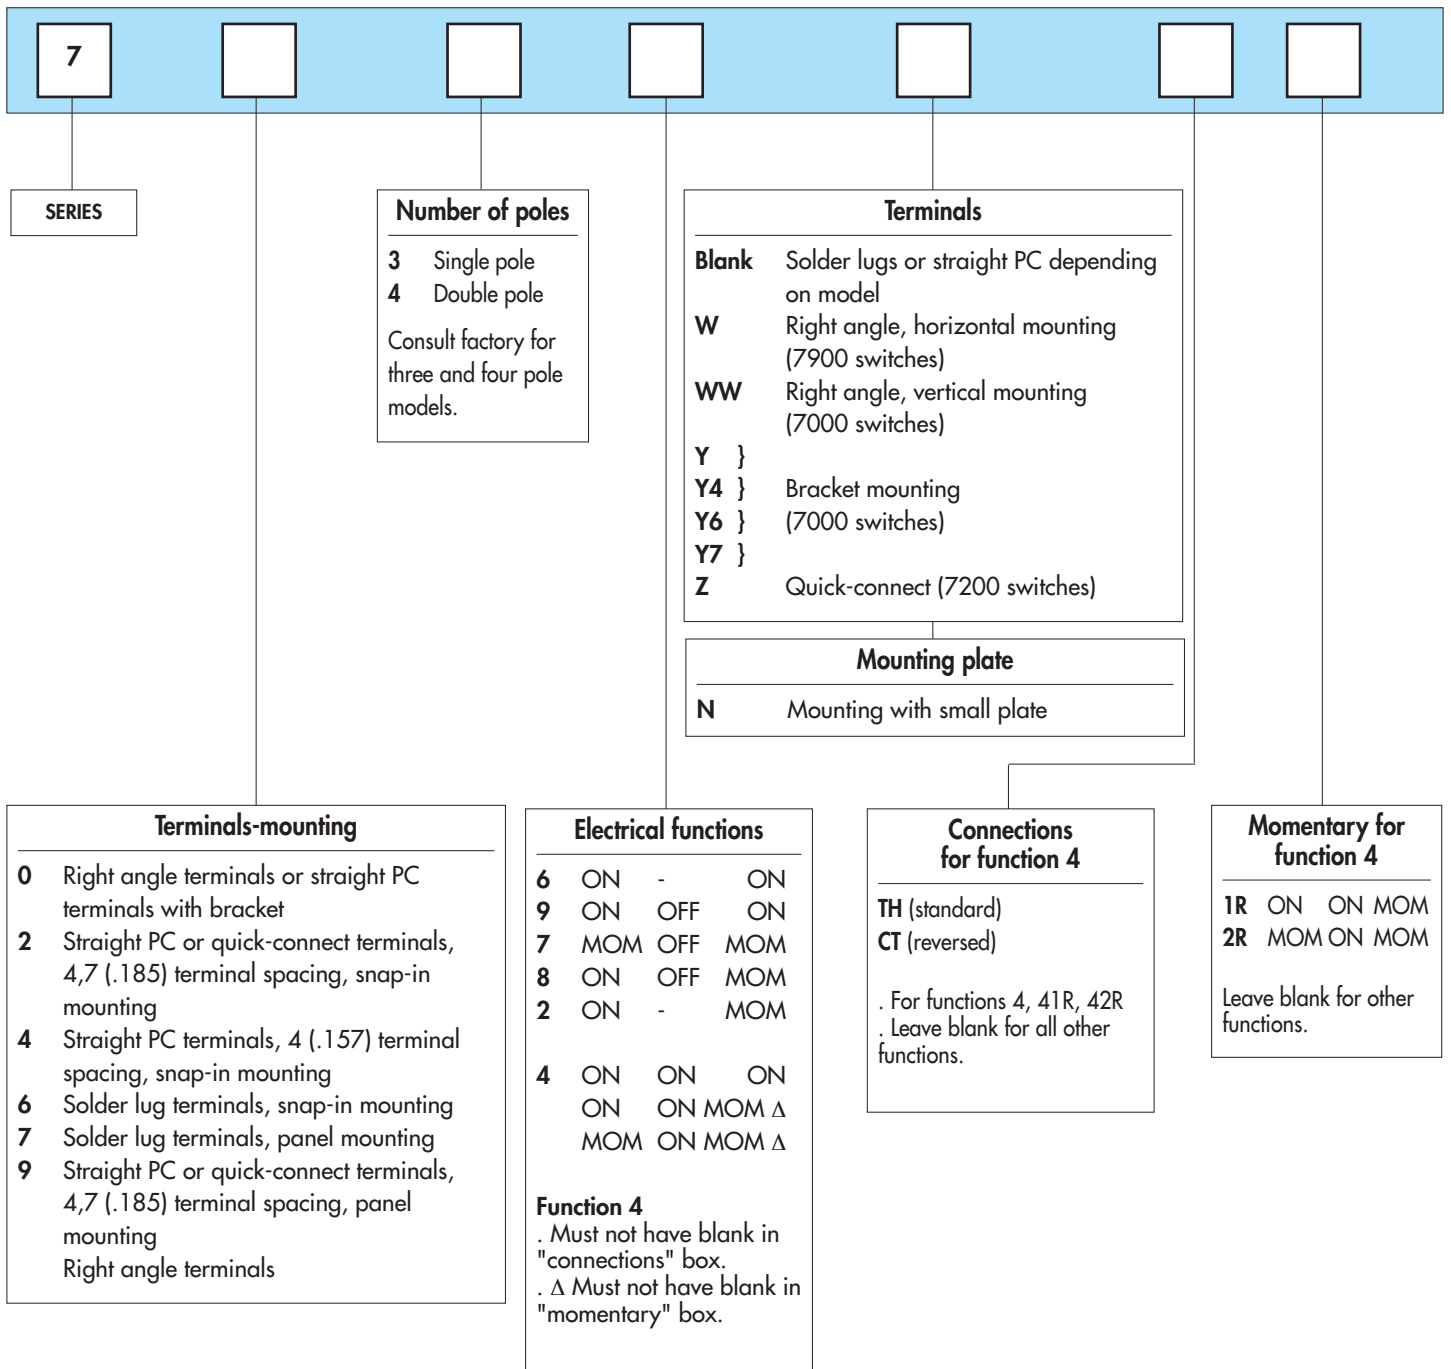 7
SERIES
Number of poles
3 Single pole
4 Double pole
Consult factory for
three and four pole
models.
Terminals
Blank Solder lugs or straight PC depending
on model
W Right angle, horizontal mounting
(7900 switches)
WW Right angle, vertical mounting
(7000 switches)
Y }
Y4 } Bracket mounting
Y6 } (7000 switches)
Y7 }
Z Quick-connect (7200 switches)
Mounting plate
N Mounting with small plate
Terminals-mounting
0 Right angle terminals or straight PC
terminals with bracket
2 Straight PC or quick-connect terminals,
4,7 (.185) terminal spacing, snap-in
mounting
4 Straight PC terminals, 4 (.157) terminal
spacing, snap-in mounting
6 Solder lug terminals, snap-in mounting
7 Solder lug terminals, panel mounting
9 Straight PC or quick-connect terminals,
4,7 (.185) terminal spacing, panel
mounting
Right angle terminals
Electrical functions
6 ON - ON
9 ON OFF ON
7 MOM OFF MOM
8 ON OFF MOM
2 ON - MOM
4 ON ON ON
ON ON MOM Δ
MOM ON MOM Δ
Function 4
. Must not have blank in
"connections" box.
. Δ Must not have blank in
"momentary" box.
Connections
for function 4
TH (standard)
CT (reversed)
. For functions 4, 41R, 42R
. Leave blank for all other
functions.
Momentary for
function 4
1R ON ON MOM
2R MOM ON MOM
Leave blank for other
functions.